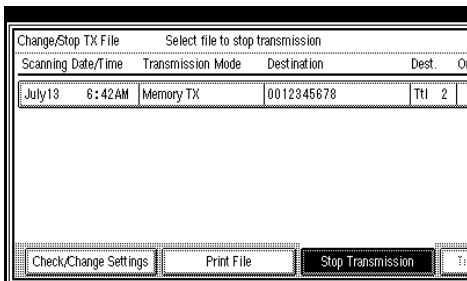 Change/Stop TX File Select file to stop transmission
Scanning Date/Time Transmission Mode Destination Dest.
July13 6:42AM Memory TX 0012345678 Ttl 2
Check/Change Settings Print File Stop Transmission